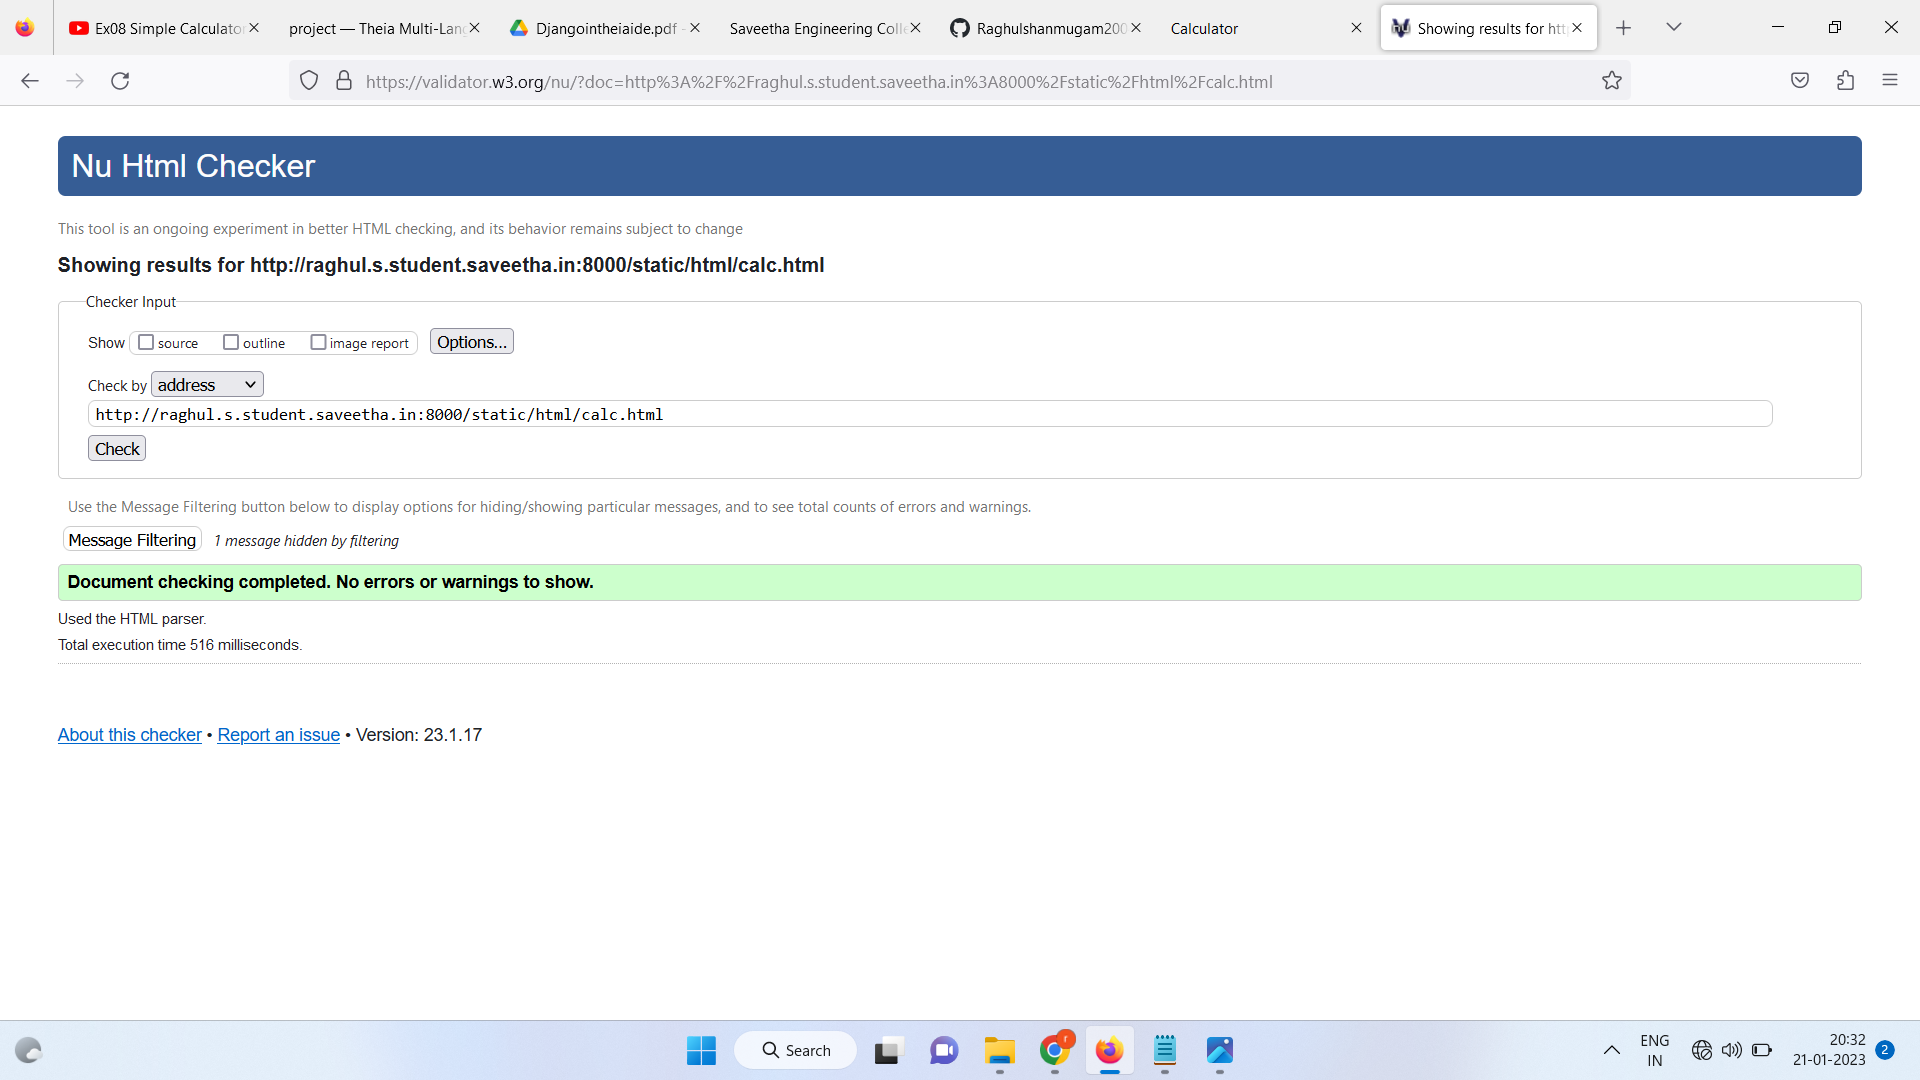 Ex08 Simple Calculator
project — Theia Multi-Lang
Djangointheiaide.pdf -
Saveetha Engineering Colle
Raghulshanmugam200
Calculator
Showing results for htt
https://validator.w3.org/nu/?doc=http%3A%2F%2Fraghul.s.student.saveetha.in%3A8000%2Fstatic%2Fhtml%2Fcalc.html
Nu Html Checker
This tool is an ongoing experiment in better HTML checking, and its behavior remains subject to change
Showing results for http://raghul.s.student.saveetha.in:8000/static/html/calc.html
Checker Input
Show source outline image report Options...
Check by address
http://raghul.s.student.saveetha.in:8000/static/html/calc.html
Check
Use the Message Filtering button below to display options for hiding/showing particular messages, and to see total counts of errors and warnings.
Message Filtering 1 message hidden by filtering
Document checking completed. No errors or warnings to show.
Used the HTML parser.
Total execution time 516 milliseconds.
About this checker • Report an issue • Version: 23.1.17
Search
r
ENG
IN
20:32
21-01-2023
2